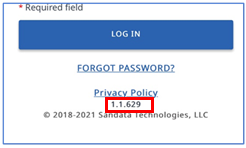 * Required field
LOG IN
FORGOT PASSWORD?
Privacy Policy
1.1.629
© 2018-2021 Sandata Technologies, LLC